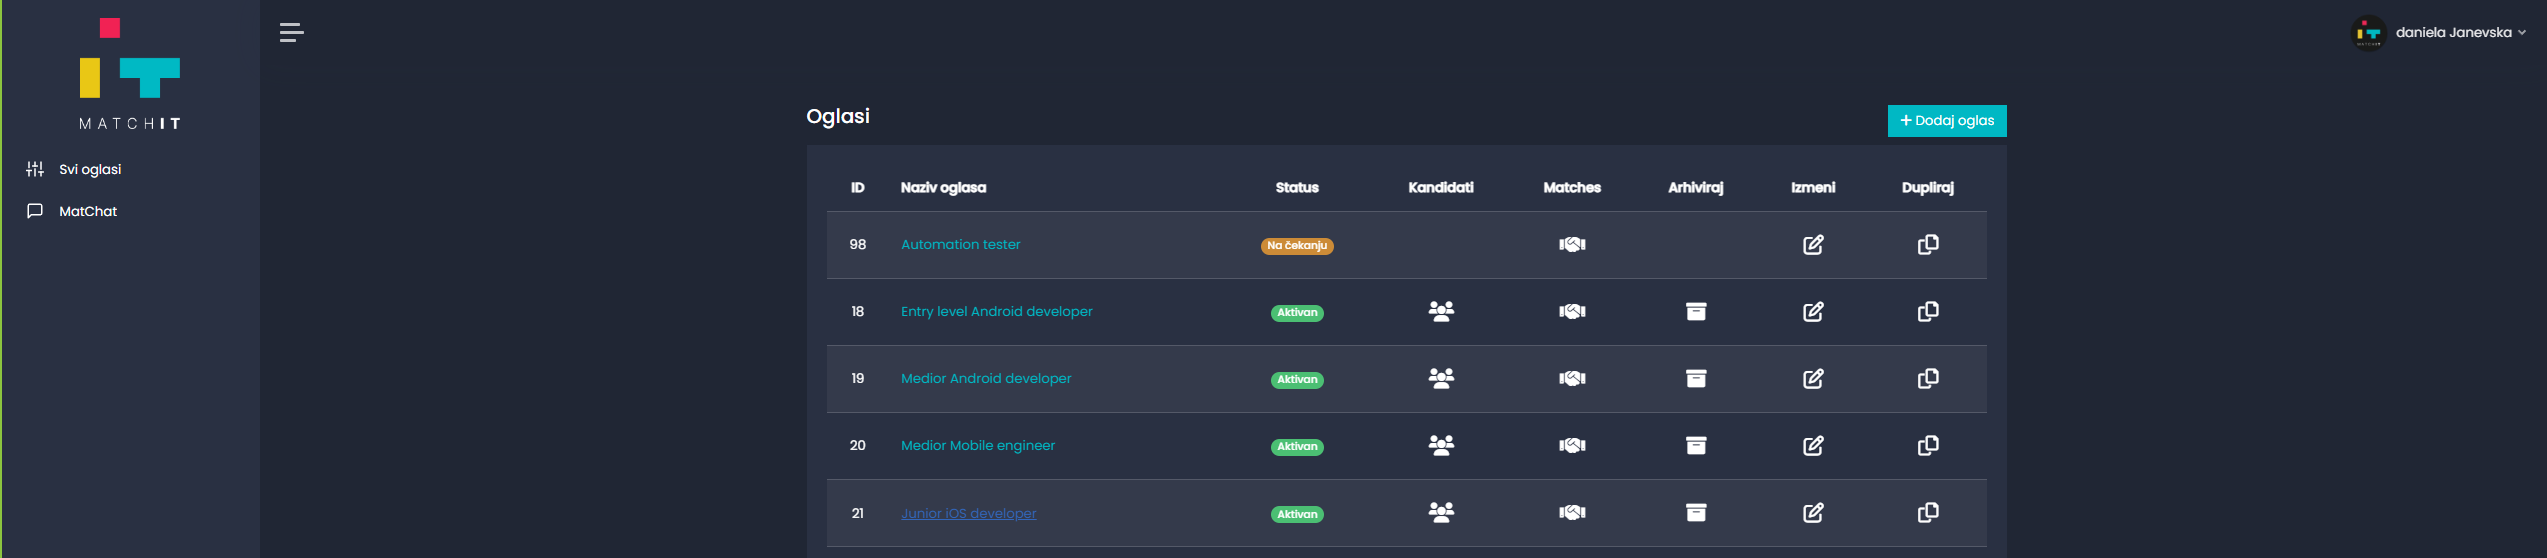 MATCHIT
daniela Janevska
Svi oglasi
MatChat
Oglasi
+ Dodaj oglas
ID Naziv oglasa Status Kandidati Matches Arhiviraj Izmeni Dupliraj
98 Automation tester Na čekanju
18 Entry level Android developer Aktivan
19 Medior Android developer Aktivan
20 Medior Mobile engineer Aktivan
21 Junior iOS developer Aktivan